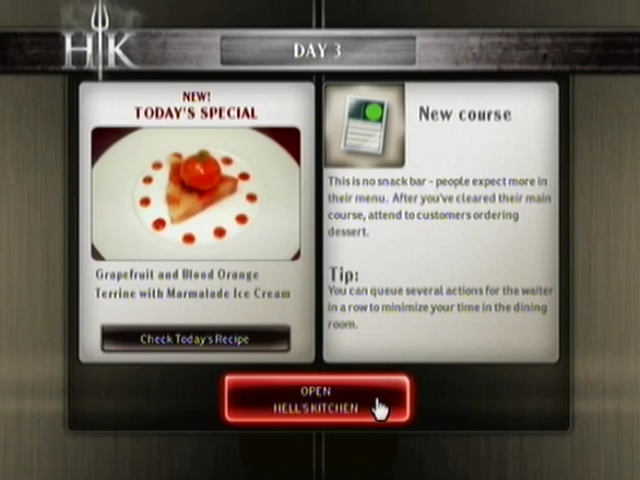 HK
DAY 3
NEW!
TODAY'S SPECIAL
Grapefruit and Blood Orange
Terrine with Marmalade Ice Cream
Check Today's Recipe
New course
This is no snack bar - people expect more in
their menu. After you've cleared their main
course, attend to customers ordering
dessert.
Tip:
You can queue several actions for the waiter
in a row to minimize your time in the dining
room.
OPEN
HELL'S KITCHEN